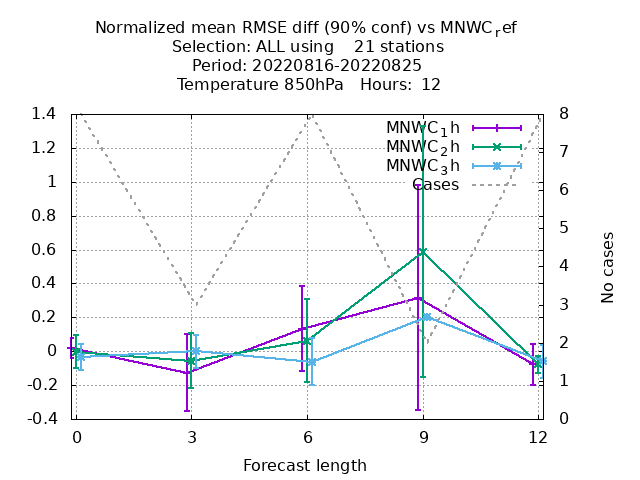 Normalized mean RMSE diff (90% conf) vs MNWC_ref
Selection: ALL using    21 stations
Period: 20220816-20220825
Temperature 850hPa   Hours:  12
MNWC_1h
MNWC_2h
MNWC_3h
Cases
1.4
1.2
1
0.8
0.6
0.4
0.2
0
-0.2
-0.4
8
7
6
5
4
3
2
1
0
No cases
0 3 6 9 12
Forecast length